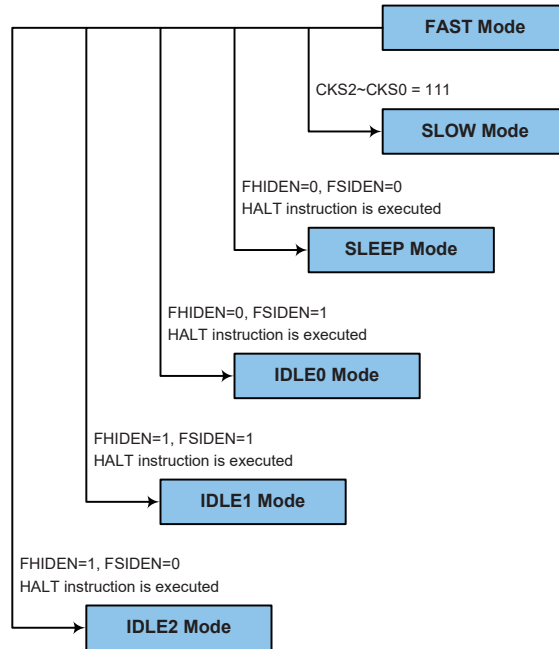 FAST Mode
CKS2~CKS0 = 111
SLOW Mode
FHIDEN=0, FSIDEN=0
HALT instruction is executed
SLEEP Mode
FHIDEN=0, FSIDEN=1
HALT instruction is executed
IDLE0 Mode
FHIDEN=1, FSIDEN=1
HALT instruction is executed
IDLE1 Mode
FHIDEN=1, FSIDEN=0
HALT instruction is executed
IDLE2 Mode